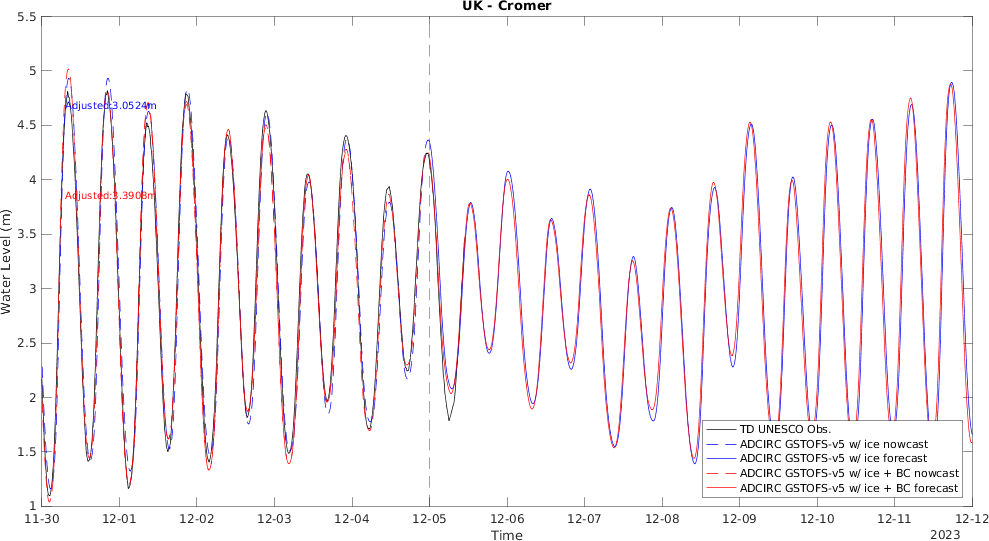 UK - Cromer
5.5
5
4.5
4
3.5
3
2.5
2
1.5
1
Water Level (m)
Adjusted:3.0524m
Adjusted:3.3908m
TD UNESCO Obs.
ADCIRC GSTOFS-v5 w/ ice nowcast
ADCIRC GSTOFS-v5 w/ ice forecast
ADCIRC GSTOFS-v5 w/ ice + BC nowcast
ADCIRC GSTOFS-v5 w/ ice + BC forecast
11-30 12-01 12-02 12-03 12-04 12-05 12-06 12-07 12-08 12-09 12-10 12-11 12-12
Time
2023